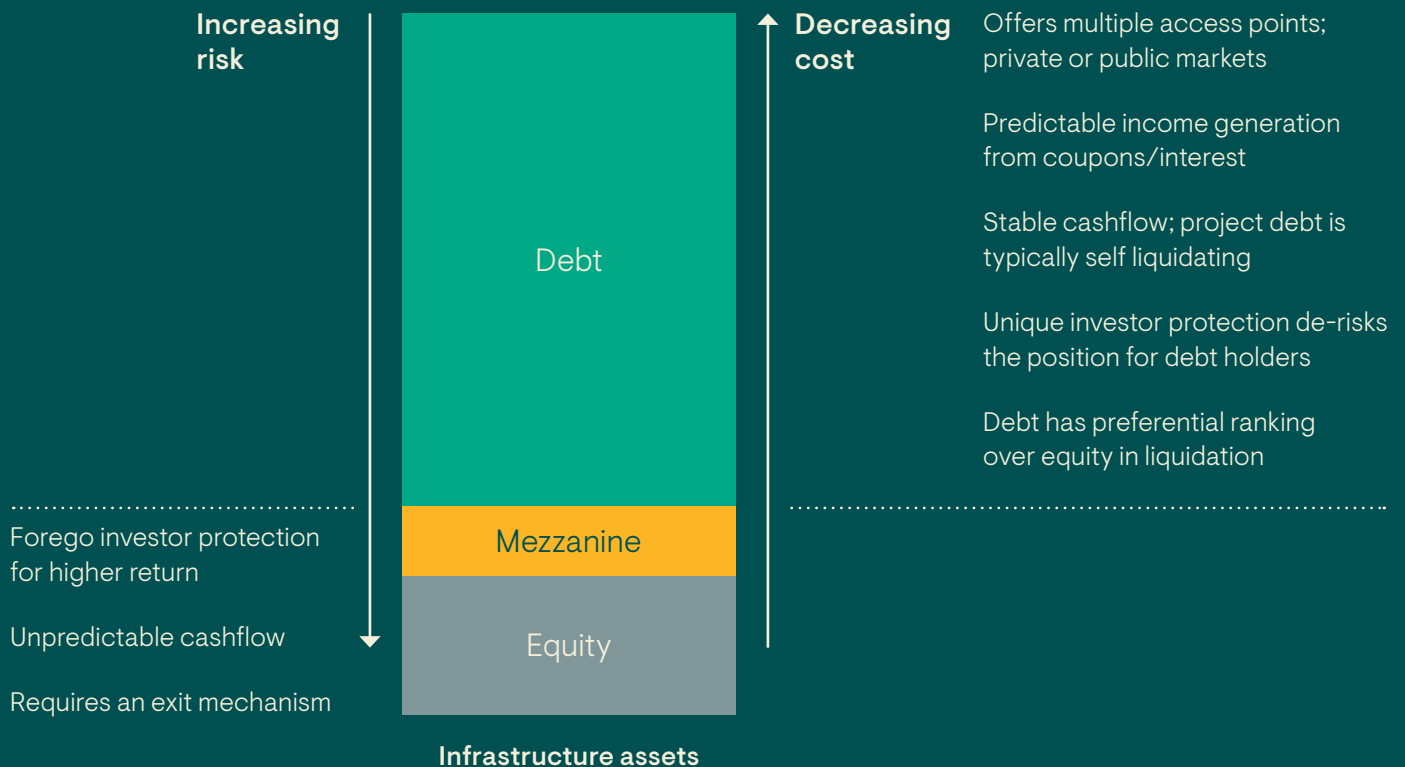 Increasing
risk
Decreasing
cost
Offers multiple access points;
private or public markets
Predictable income generation
from coupons/interest
Stable cashflow; project debt is
typically self liquidating
Unique investor protection de-risks
the position for debt holders
Debt has preferential ranking
over equity in liquidation
Debt
Mezzanine
Equity
Forego investor protection
for higher return
Unpredictable cashflow
Requires an exit mechanism
Infrastructure assets